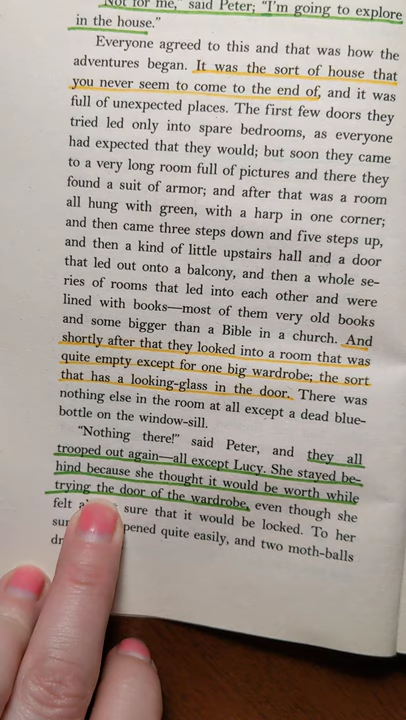 Not for me," said Peter; "I'm going to explore
in the house."
Everyone agreed to this and that was how the
adventures began. It was the sort of house that
you never seem to come to the end of, and it was
full of unexpected places. The first few doors they
tried led only into spare bedrooms, as everyone
had expected that they would; but soon they came
to a very long room full of pictures and there they
found a suit of armor; and after that was a room
all hung with green, with a harp in one corner;
and then came three steps down and five steps up,
and then a kind of little upstairs hall and a door
that led out onto a balcony, and then a whole se-
ries of rooms that led into each other and were
lined with books—most of them very old books
and some bigger than a Bible in a church. And
shortly after that they looked into a room that was
quite empty except for one big wardrobe; the sort
that has a looking-glass in the door. There was
nothing else in the room at all except a dead blue-
bottle on the window-sill.
"Nothing there!" said Peter, and they all
trooped out again—all except Lucy. She stayed be-
hind because she thought it would be worth while
trying the door of the wardrobe, even though she
felt sure that it would be locked. To her
pened quite easily, and two moth-balls